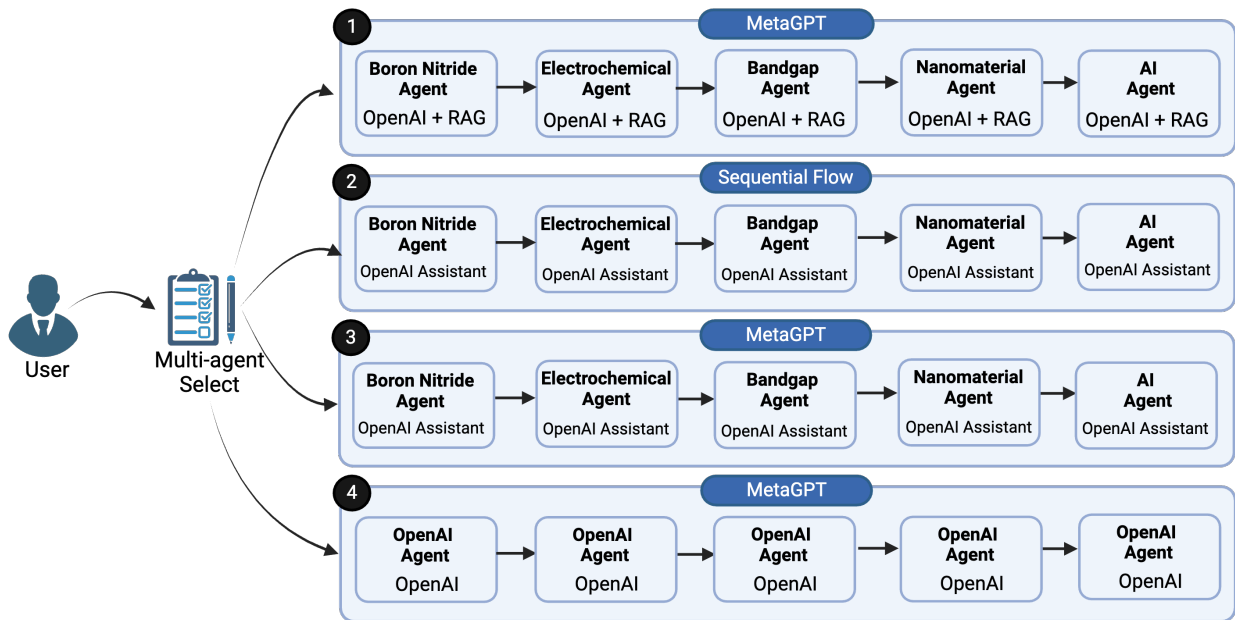 1
MetaGPT
Boron Nitride
Agent
OpenAI + RAG
Electrochemical
Agent
OpenAI + RAG
Bandgap
Agent
OpenAI + RAG
Nanomaterial
Agent
OpenAI + RAG
AI
Agent
OpenAI + RAG
2
Sequential Flow
Boron Nitride
Agent
OpenAI Assistant
Electrochemical
Agent
OpenAI Assistant
Bandgap
Agent
OpenAI Assistant
Nanomaterial
Agent
OpenAI Assistant
AI
Agent
OpenAI Assistant
User
Multi-agent
Select
3
MetaGPT
Boron Nitride
Agent
OpenAI Assistant
Electrochemical
Agent
OpenAI Assistant
Bandgap
Agent
OpenAI Assistant
Nanomaterial
Agent
OpenAI Assistant
AI
Agent
OpenAI Assistant
4
MetaGPT
OpenAI
Agent
OpenAI
OpenAI
Agent
OpenAI
OpenAI
Agent
OpenAI
OpenAI
Agent
OpenAI
OpenAI
Agent
OpenAI